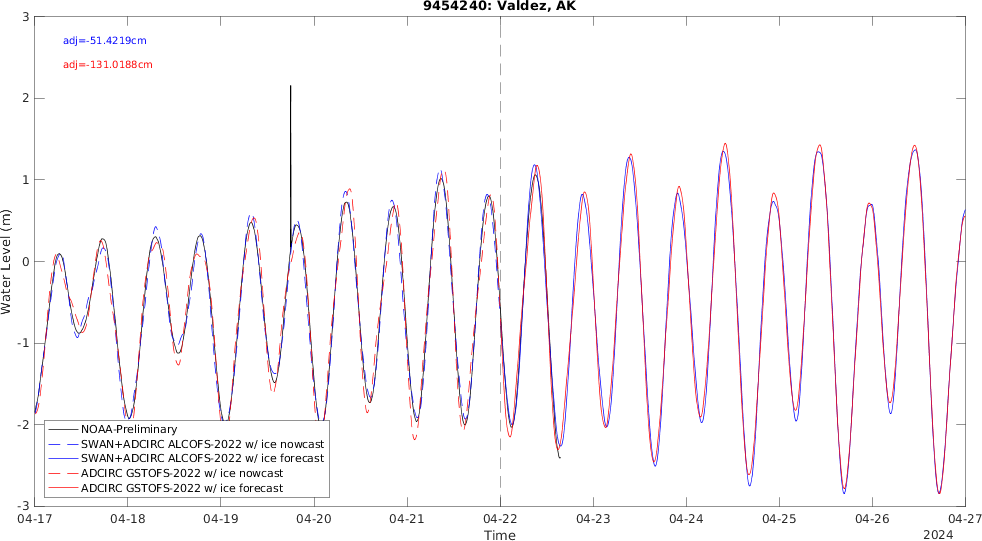 9454240: Valdez, AK
adj=-51.4219cm
adj=-131.0188cm
Water Level (m)
3
2
1
0
-1
-2
-3
NOAA-Preliminary
SWAN+ADCIRC ALCOFS-2022 w/ ice nowcast
SWAN+ADCIRC ALCOFS-2022 w/ ice forecast
ADCIRC GSTOFS-2022 w/ ice nowcast
ADCIRC GSTOFS-2022 w/ ice forecast
04-17 04-18 04-19 04-20 04-21 04-22 04-23 04-24 04-25 04-26 04-27
Time
2024